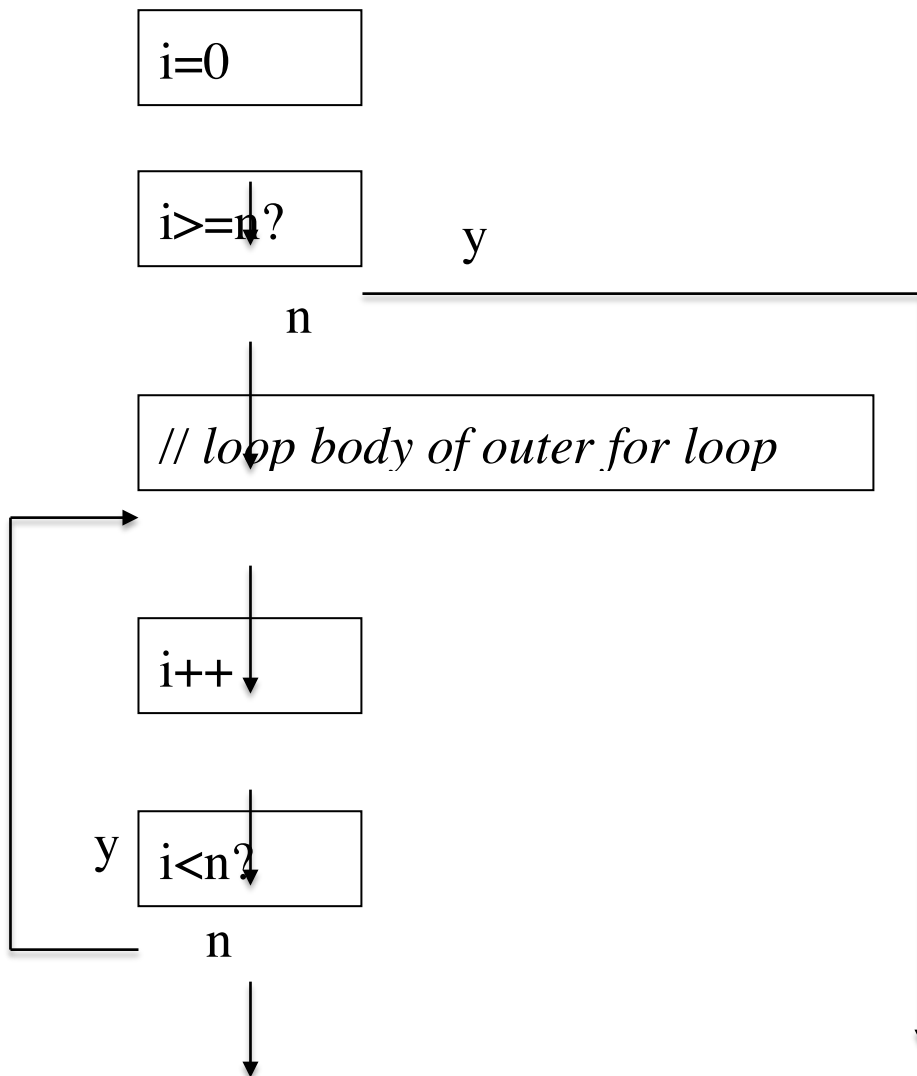 i=0
i>=n?
y
n
// loop body of outer for loop
i++
y
i<n?
n